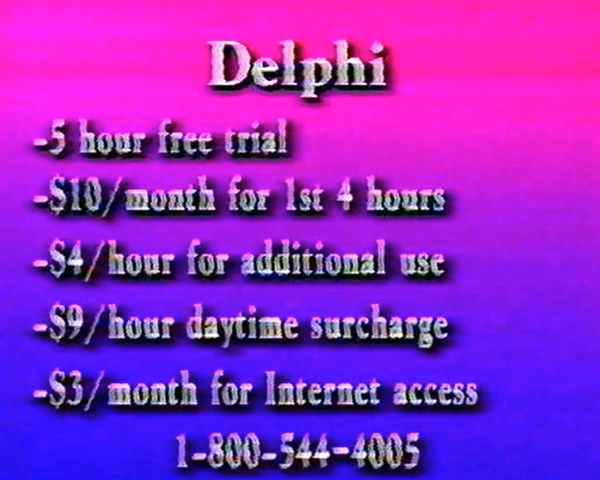 Delphi
-5 hour free trial
-$10/month for 1st 4 hours
-$4/hour for additional use
-$9/hour daytime surcharge
-$3/month for Internet access
1-800-544-4005